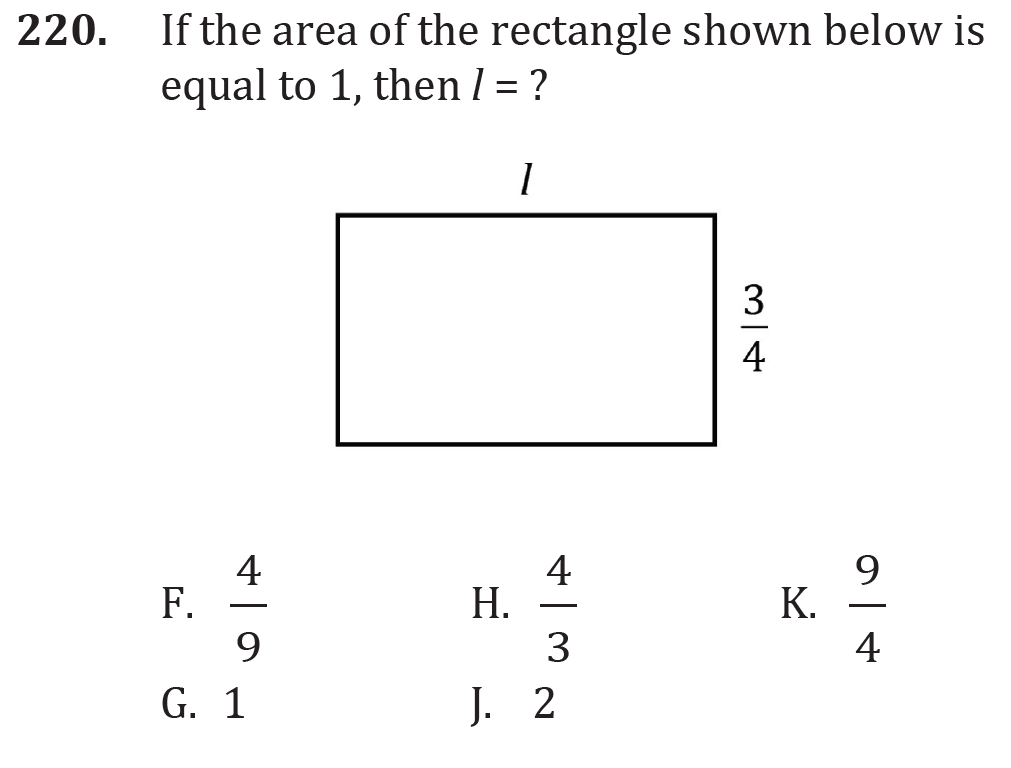 220. If the area of the rectangle shown below is
equal to 1, then l = ?
l
3
4
F. 4/9 H. 4/3 K. 9/4
G. 1 J. 2